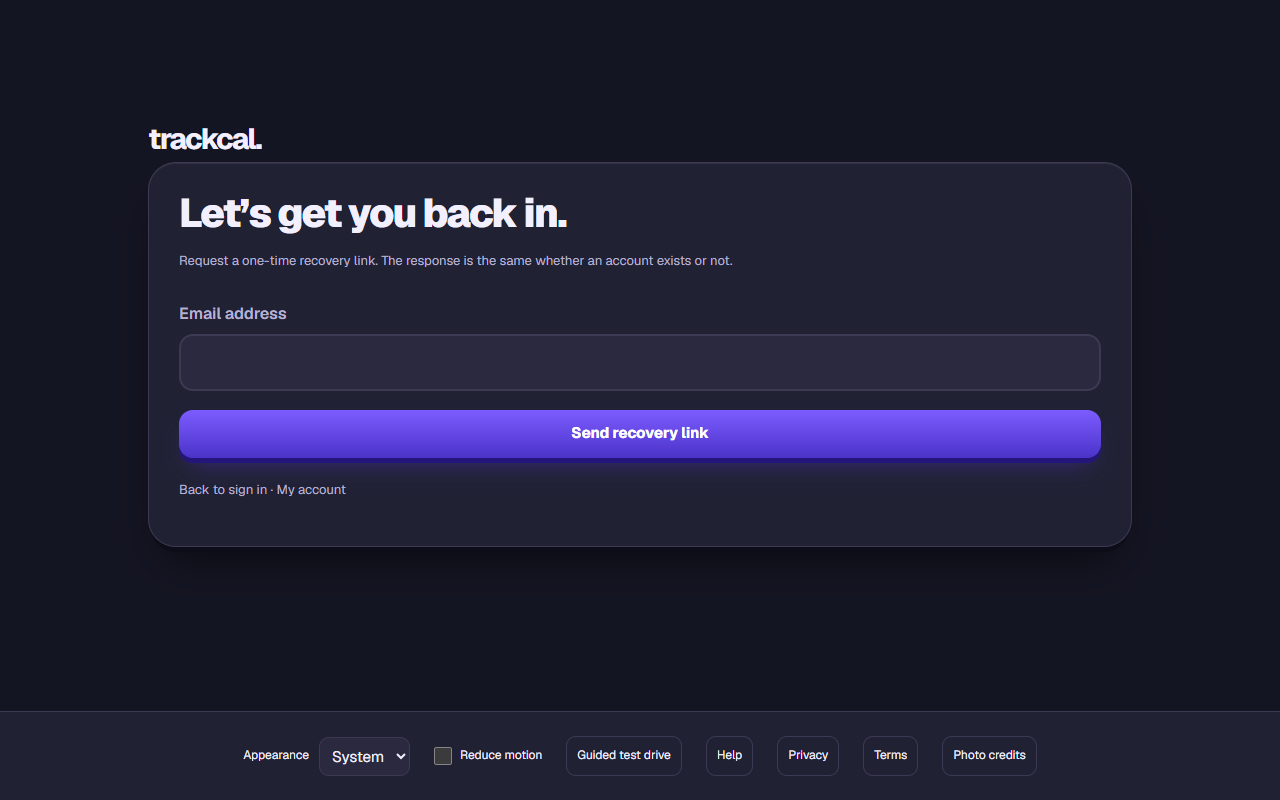 trackcal.
Let’s get you back in.
Request a one-time recovery link. The response is the same whether an account exists or not.
Email address
Send recovery link
Back to sign in · My account
Appearance System Reduce motion Guided test drive Help Privacy Terms Photo credits